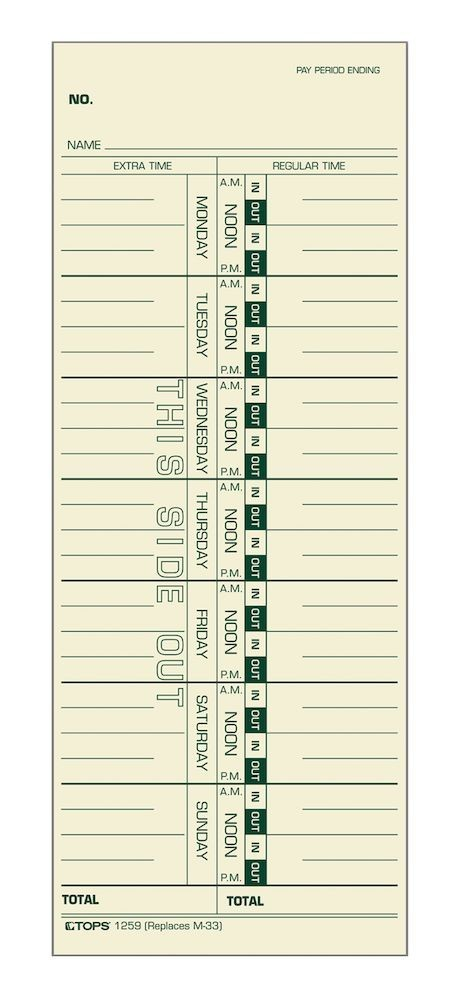 PAY PERIOD ENDING
NO.
NAME
EXTRA TIME REGULAR TIME
MONDAY
A.M.
NOON
P.M.
IN
OUT
IN
OUT
TUESDAY
A.M.
NOON
P.M.
IN
OUT
IN
OUT
WEDNESDAY
A.M.
NOON
P.M.
IN
OUT
IN
OUT
THURSDAY
A.M.
NOON
P.M.
IN
OUT
IN
OUT
FRIDAY
A.M.
NOON
P.M.
IN
OUT
IN
OUT
SATURDAY
A.M.
NOON
P.M.
IN
OUT
IN
OUT
SUNDAY
A.M.
NOON
P.M.
IN
OUT
IN
OUT
THIS SIDE OUT
TOTAL TOTAL
TOPS 1259 (Replaces M-33)